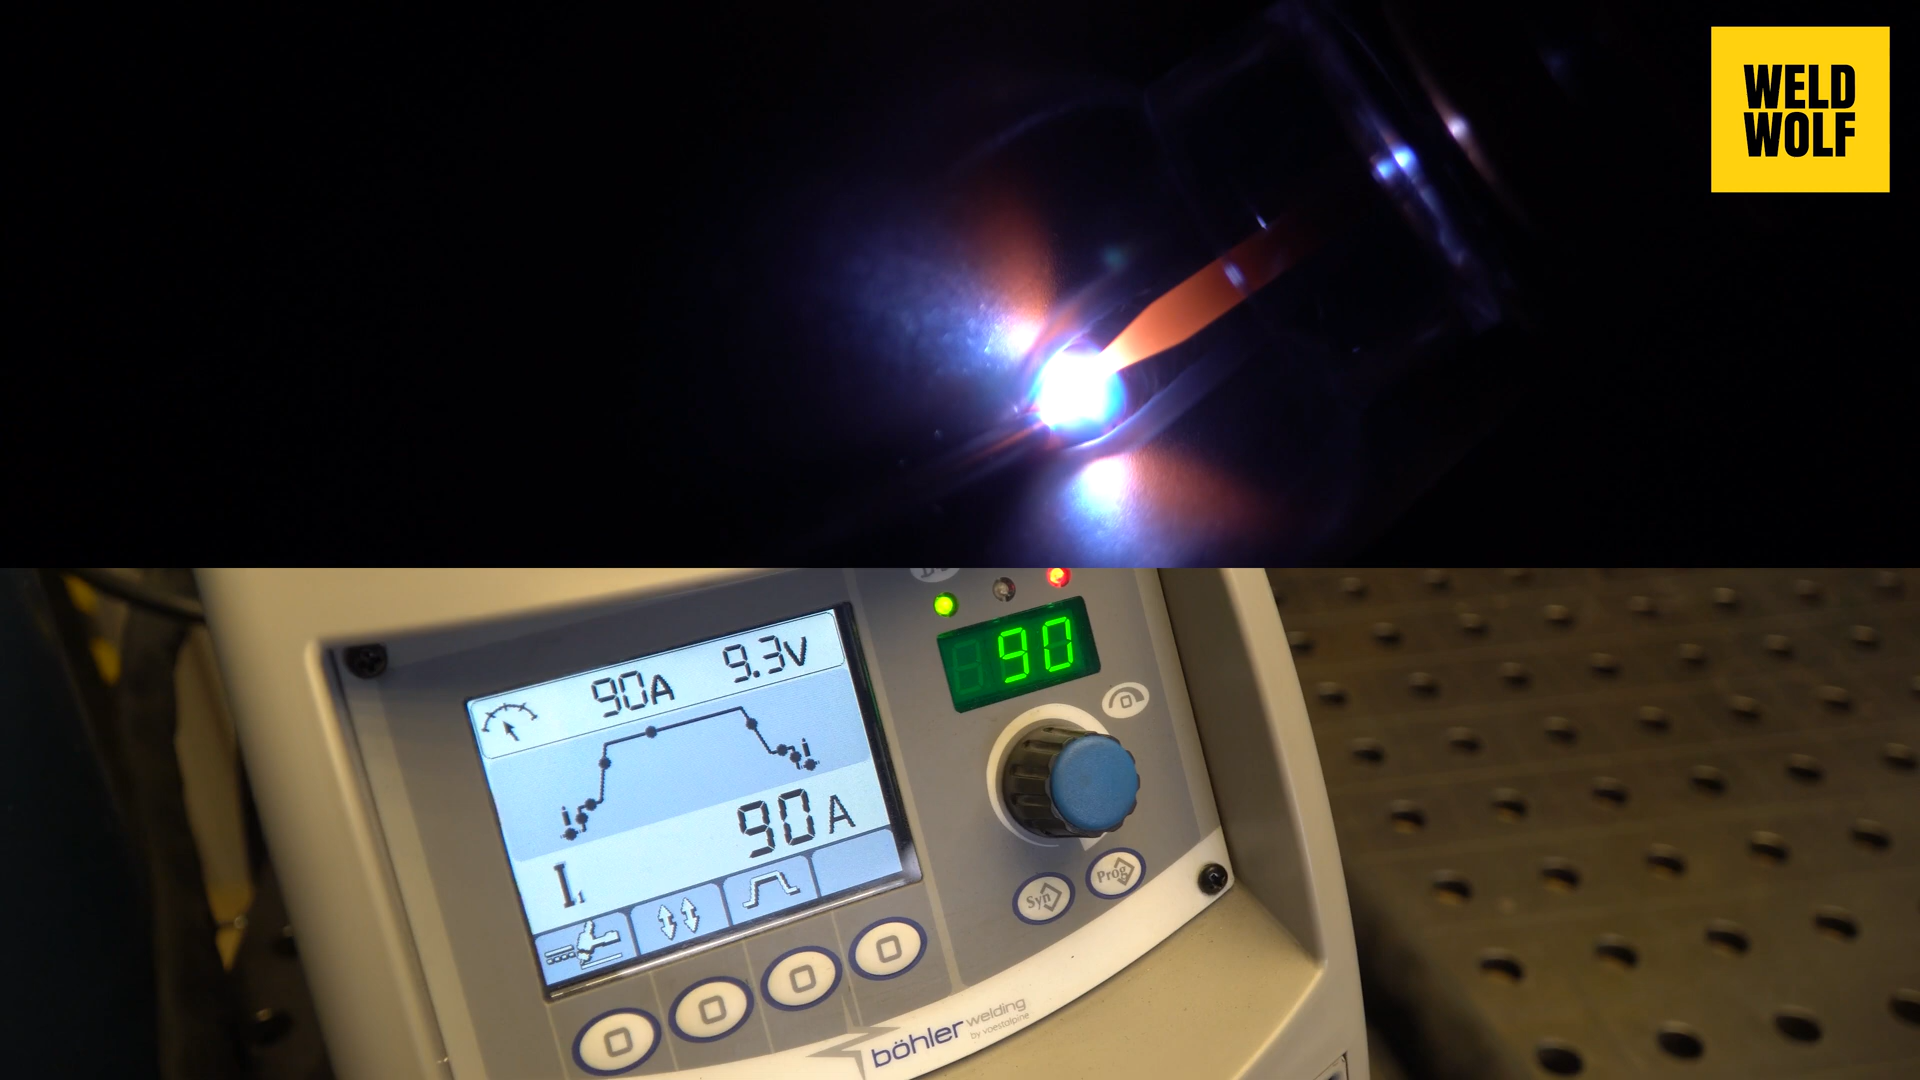 WELD
WOLF
90
90A 9.3V
i i
90A
I1
Syn
Prog
böhler welding
by voestalpine